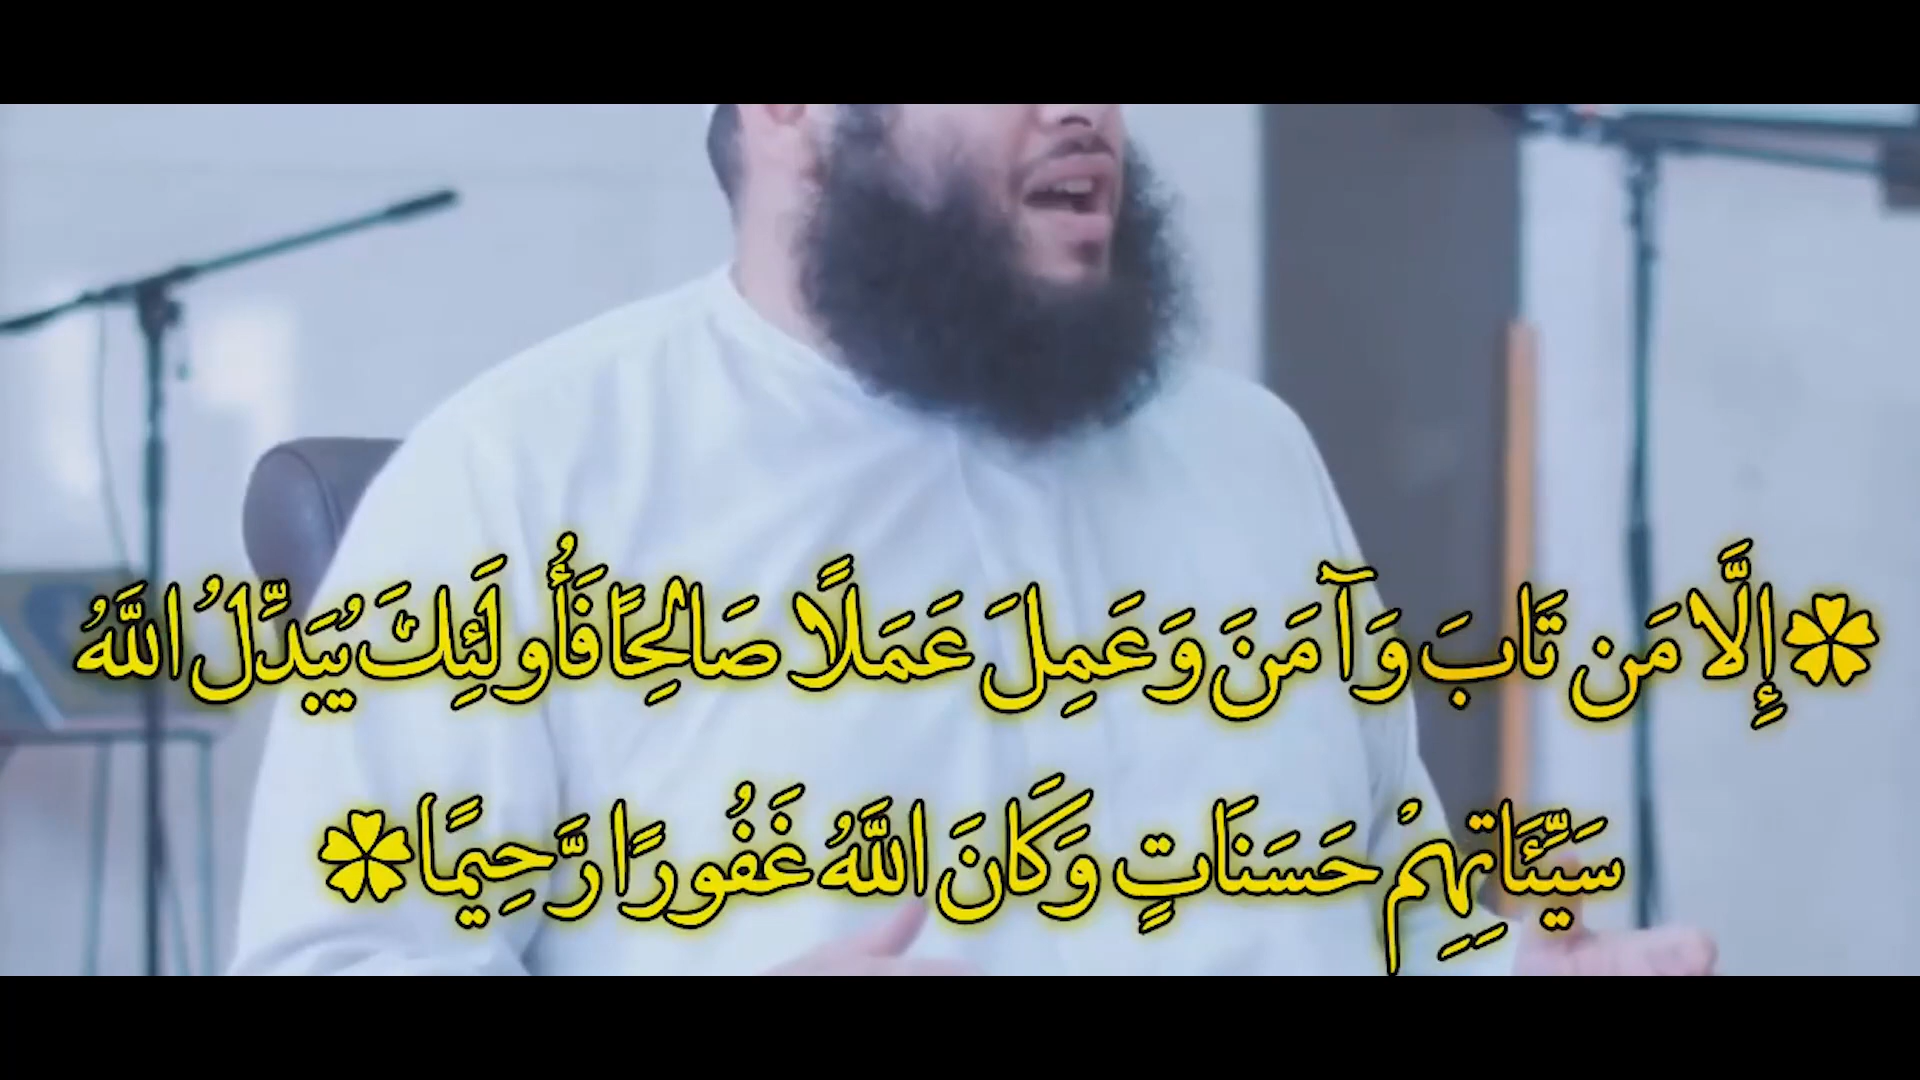 ✤إِلَّا مَن تَابَ وَآمَنَ وَعَمِلَ عَمَلًا صَالِحًا فَأُولَٰئِكَ يُبَدِّلُ اللَّهُ
سَيِّئَاتِهِمْ حَسَنَاتٍ وَكَانَ اللَّهُ غَفُورًا رَّحِيمًا✤